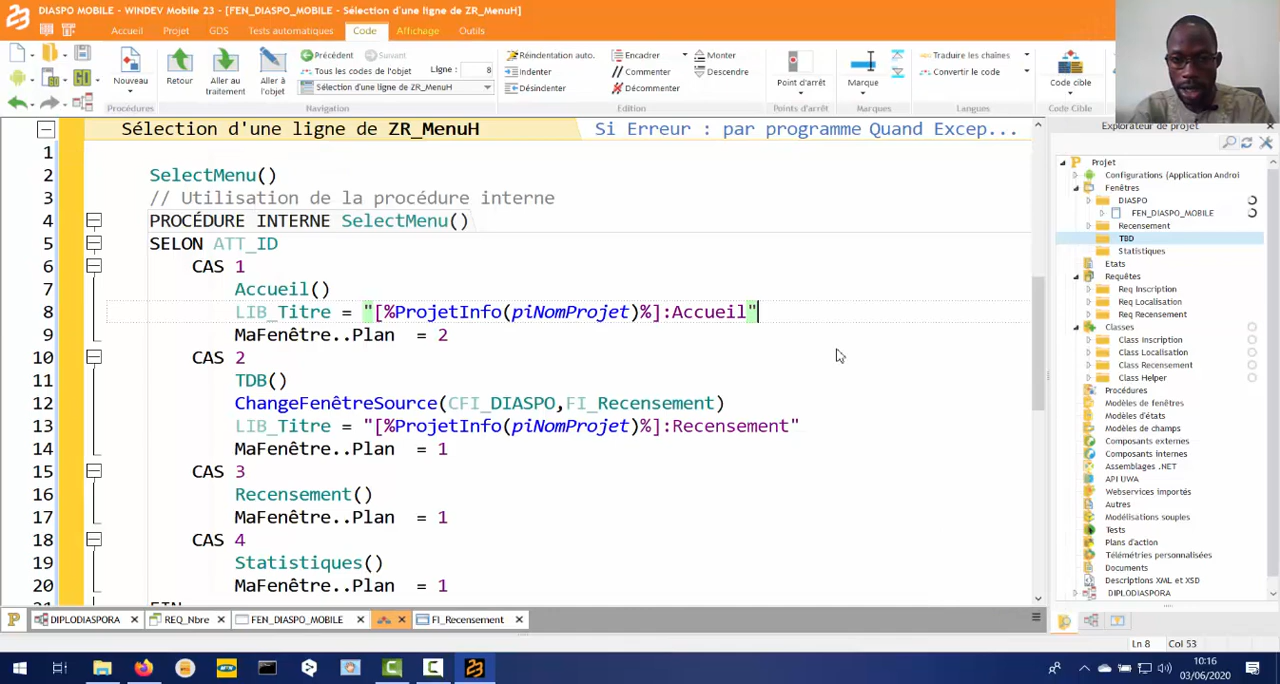 DIASPO MOBILE - WINDEV Mobile 23 - [FEN_DIASPO_MOBILE - Sélection d'une ligne de ZR_MenuH]
Accueil Projet GDS Tests automatiques Code Affichage Outils
Nouveau
Procédures
Retour
Aller au traitement
Aller à l'objet
Précédent Suivant
Tous les codes de l'objet Ligne : 8
Sélection d'une ligne de ZR_MenuH
Navigation
Réindentation auto.
Indenter
Désindenter
Encadrer
// Commenter
Décommenter
Monter
Descendre
Edition
Point d'arrêt
Points d'arrêt
Marque
Marques
Traduire les chaînes
Convertir le code
Langues
Code cible
Code Cible
Sélection d'une ligne de ZR_MenuH Si Erreur : par programme Quand Excep...
1
2 SelectMenu()
3 // Utilisation de la procédure interne
4 PROCÉDURE INTERNE SelectMenu()
5 SELON ATT_ID
6 CAS 1
7 Accueil()
8 LIB_Titre = "[%ProjetInfo(piNomProjet)%]:Accueil"
9 MaFenêtre..Plan = 2
10 CAS 2
11 TDB()
12 ChangeFenêtreSource(CFI_DIASPO,FI_Recensement)
13 LIB_Titre = "[%ProjetInfo(piNomProjet)%]:Recensement"
14 MaFenêtre..Plan = 1
15 CAS 3
16 Recensement()
17 MaFenêtre..Plan = 1
18 CAS 4
19 Statistiques()
20 MaFenêtre..Plan = 1
21 FIN
Explorateur de projet
Projet
Configurations (Application Androi
Fenêtres
DIASPO
FEN_DIASPO_MOBILE
Recensement
TBD
Statistiques
Etats
Requêtes
Req Inscription
Req Localisation
Req Recensement
Classes
Class Inscription
Class Localisation
Class Recensement
Class Helper
Procédures
Modèles de fenêtres
Modèles d'états
Modèles de champs
Composants externes
Composants internes
Assemblages .NET
API UWA
Webservices importés
Autres
Modélisations souples
Tests
Plans d'action
Télémétries personnalisées
Documents
Descriptions XML et XSD
DIPLODIASPORA
DIPLODIASPORA REQ_Nbre FEN_DIASPO_MOBILE FI_Recensement
Ln 8 Col 53
10:16
03/06/2020